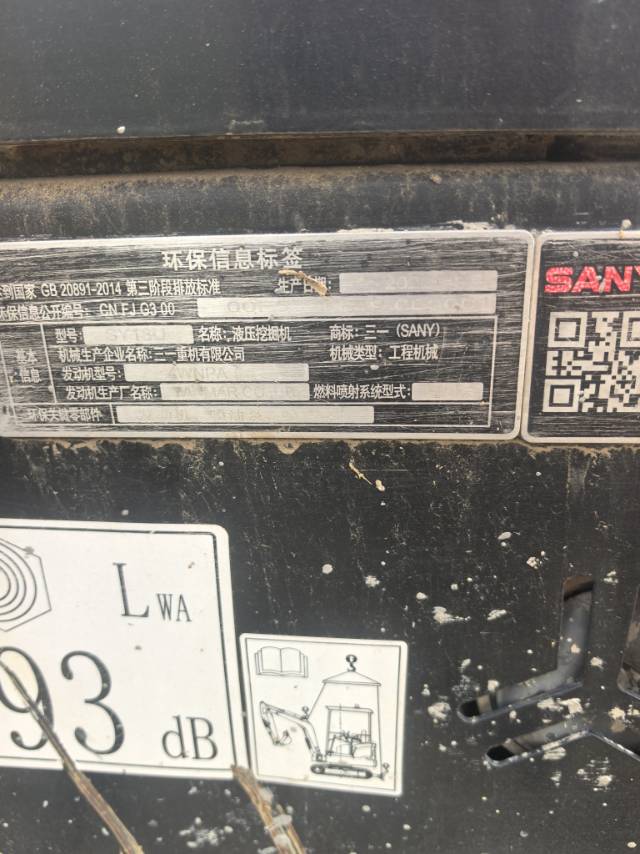 环保信息标签
到国家 GB 20891-2014 第三阶段排放标准 生产日期:
环保信息公开编号: CN FJ G3 00
SANY
型号: 名称: 液压挖掘机 商标: 三一 (SANY)
基本 机械生产企业名称: 三一重机有限公司 机械类型: 工程机械
信息 发动机型号:
发动机生产厂名称: 燃料喷射系统型式:
环保关键零部件
LWA
93 dB